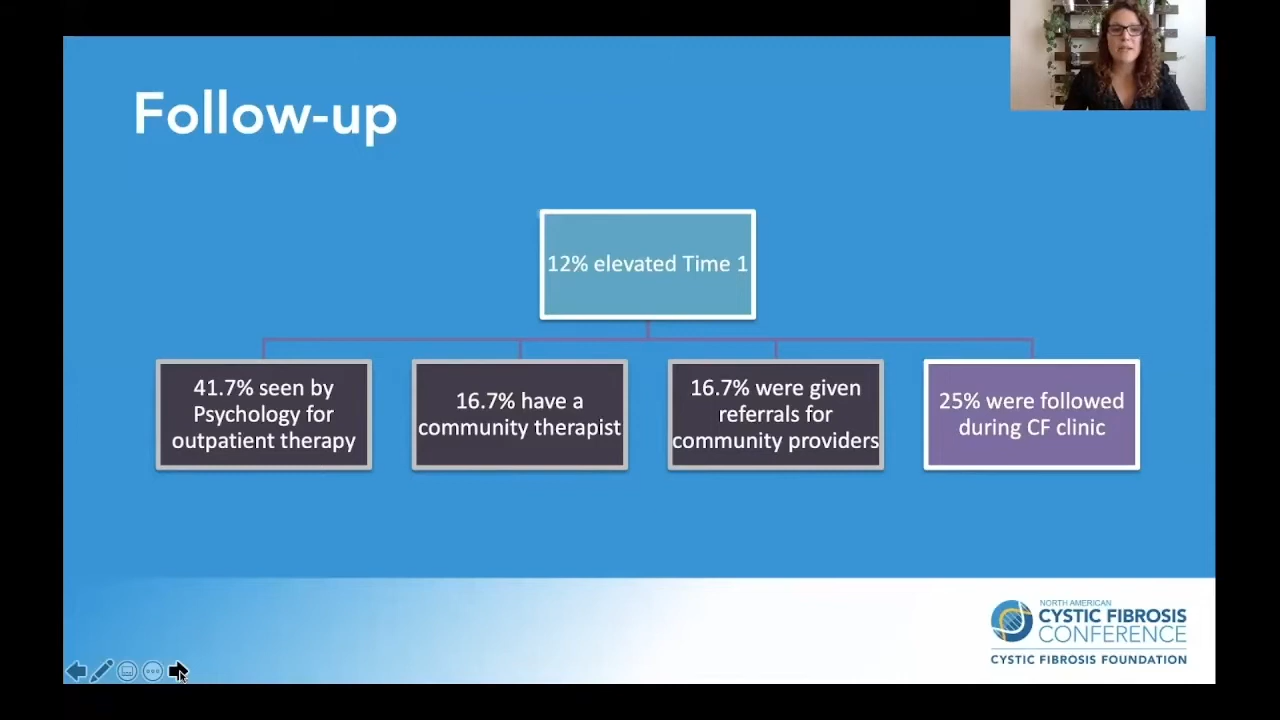 Follow-up
12% elevated Time 1
41.7% seen by
Psychology for
outpatient therapy
16.7% have a
community therapist
16.7% were given
referrals for
community providers
25% were followed
during CF clinic
NORTH AMERICAN
CYSTIC FIBROSIS
CONFERENCE
CYSTIC FIBROSIS FOUNDATION